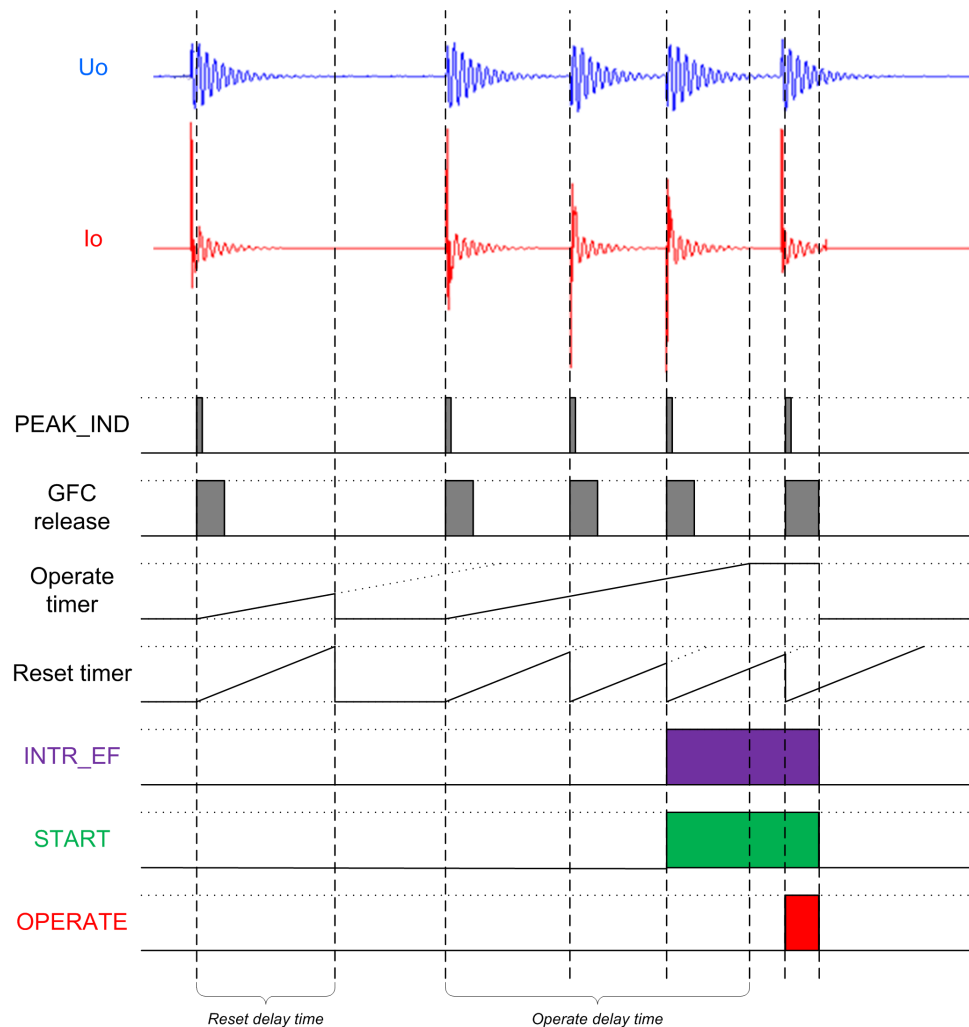 Uo
Io
PEAK_IND
GFC
release
Operate
timer
Reset timer
INTR_EF
START
OPERATE
Reset delay time
Operate delay time